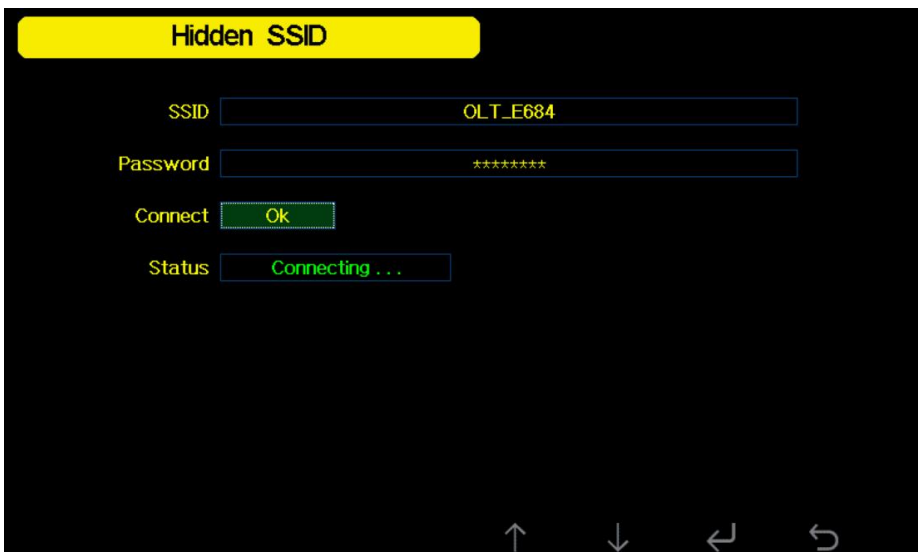 Hidden SSID
SSID OLT_E684
Password ********
Connect Ok
Status Connecting ...